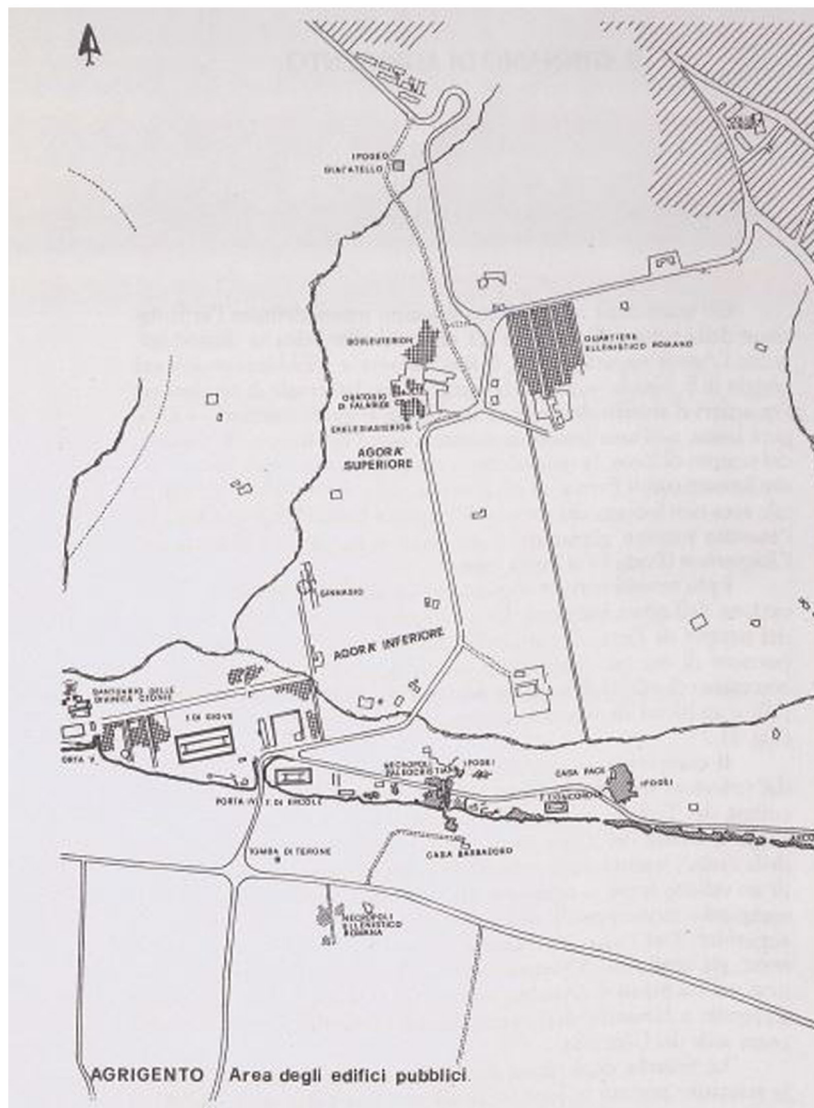 IPOGEO
GIACATELLO
BOULEUTERION
QUARTIERE
ELLENISTICO ROMANO
ORATORIO
DI FALARIDE
EKKLESIASTERION
AGORA'
SUPERIORE
GINNASIO
AGORA' INFERIORE
SANTUARIO DELLE
DIVINITA' CTONIE
T. DI GIOVE
PORTA V
NECROPOLI
PALEOCRISTIANA
IPOGEI
CASA PACE
IPOGEI
T. CONCORDIA
PORTA IV
T. DI ERCOLE
TOMBA DI TERONE
CASA BARBADORO
NECROPOLI
ELLENISTICO
ROMANA
AGRIGENTO Area degli edifici pubblici.